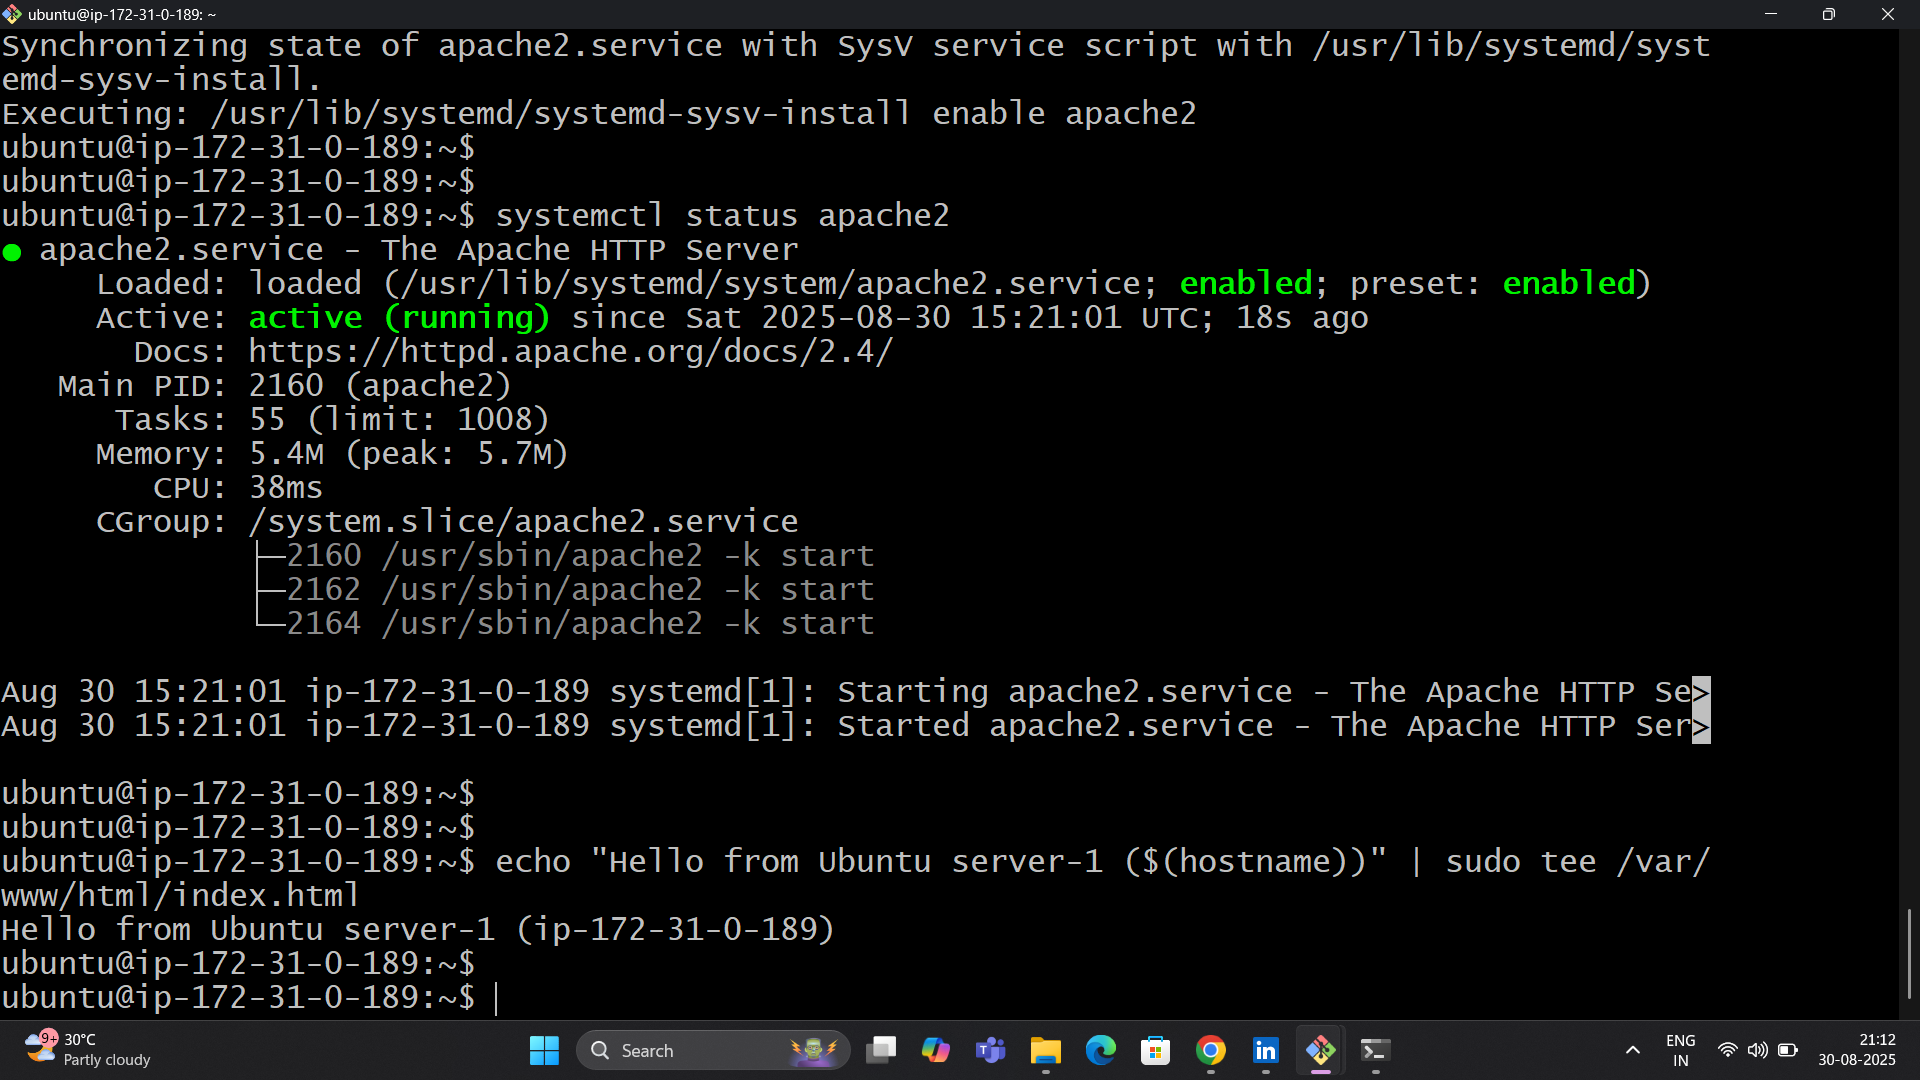 ubuntu@ip-172-31-0-189: ~
Synchronizing state of apache2.service with SysV service script with /usr/lib/systemd/syst
emd-sysv-install.
Executing: /usr/lib/systemd/systemd-sysv-install enable apache2
ubuntu@ip-172-31-0-189:~$
ubuntu@ip-172-31-0-189:~$
ubuntu@ip-172-31-0-189:~$ systemctl status apache2
● apache2.service - The Apache HTTP Server
     Loaded: loaded (/usr/lib/systemd/system/apache2.service; enabled; preset: enabled)
     Active: active (running) since Sat 2025-08-30 15:21:01 UTC; 18s ago
       Docs: https://httpd.apache.org/docs/2.4/
   Main PID: 2160 (apache2)
      Tasks: 55 (limit: 1008)
     Memory: 5.4M (peak: 5.7M)
        CPU: 38ms
     CGroup: /system.slice/apache2.service
             ├─2160 /usr/sbin/apache2 -k start
             ├─2162 /usr/sbin/apache2 -k start
             └─2164 /usr/sbin/apache2 -k start
Aug 30 15:21:01 ip-172-31-0-189 systemd[1]: Starting apache2.service - The Apache HTTP Se>
Aug 30 15:21:01 ip-172-31-0-189 systemd[1]: Started apache2.service - The Apache HTTP Ser>
ubuntu@ip-172-31-0-189:~$
ubuntu@ip-172-31-0-189:~$
ubuntu@ip-172-31-0-189:~$ echo "Hello from Ubuntu server-1 ($(hostname))" | sudo tee /var/
www/html/index.html
Hello from Ubuntu server-1 (ip-172-31-0-189)
ubuntu@ip-172-31-0-189:~$
ubuntu@ip-172-31-0-189:~$
9+
30°C
Partly cloudy
Search
ENG
IN
21:12
30-08-2025